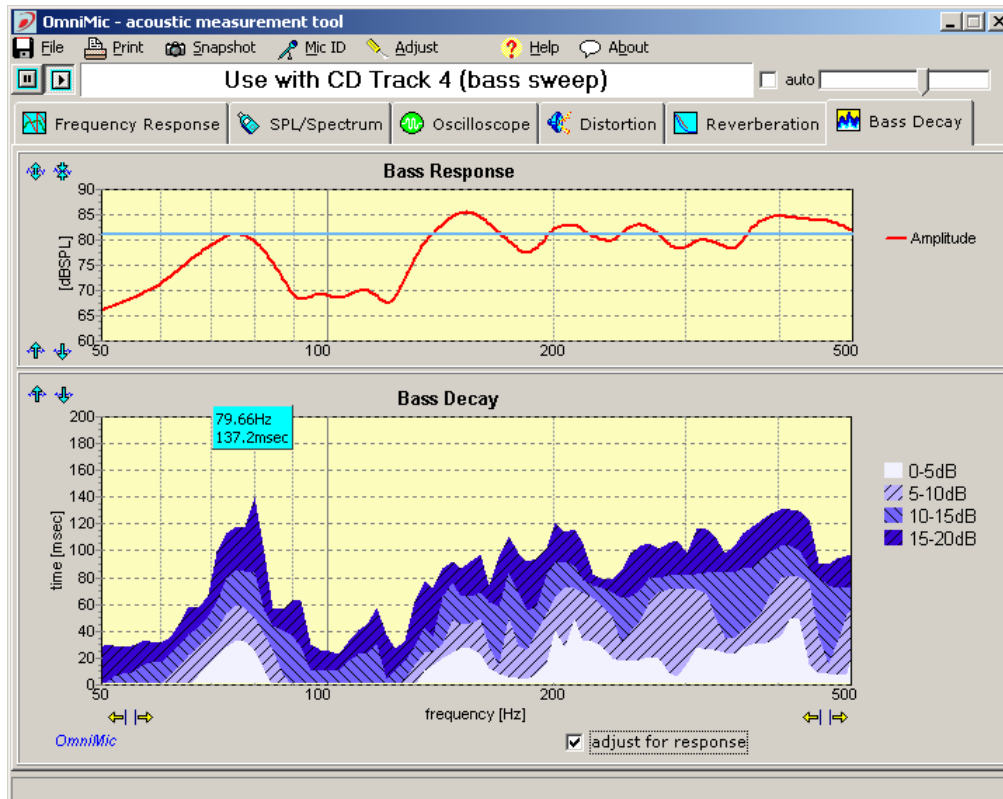 OmniMic - acoustic measurement tool
File Print Snapshot Mic ID Adjust Help About
Use with CD Track 4 (bass sweep)
auto
Frequency Response SPL/Spectrum Oscilloscope Distortion Reverberation Bass Decay
Bass Response
90
85
80
75
70
65
60
[dBSPL]
50 100 200 500
Amplitude
Bass Decay
79.66Hz
137.2msec
200
180
160
140
120
100
80
60
40
20
0
time [msec]
50 100 200 500
frequency [Hz]
0-5dB
5-10dB
10-15dB
15-20dB
OmniMic
adjust for response